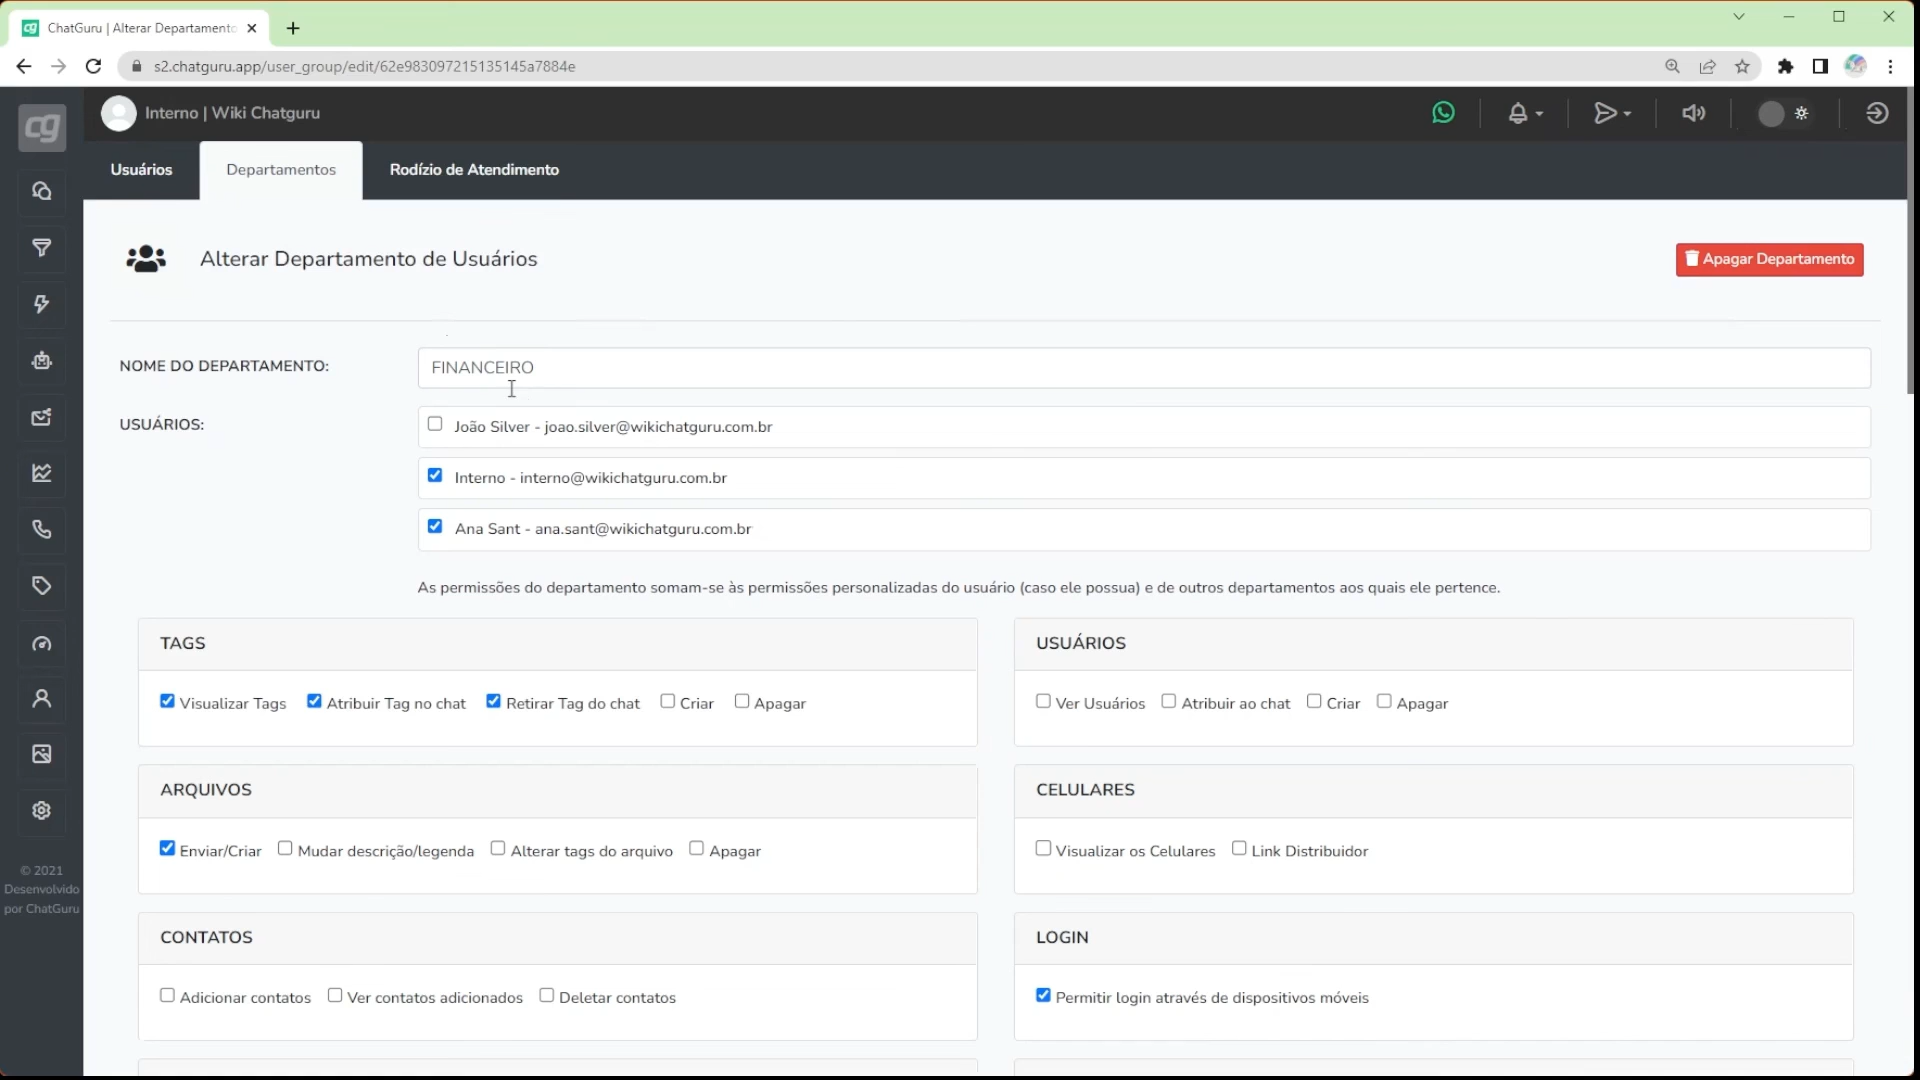 cg ChatGuru | Alterar Departamento
s2.chatguru.app/user_group/edit/62e983097215135145a7884e
cg
Interno | Wiki Chatguru
Usuários
Departamentos
Rodízio de Atendimento
Alterar Departamento de Usuários
Apagar Departamento
NOME DO DEPARTAMENTO:
FINANCEIRO
USUÁRIOS:
João Silver - joao.silver@wikichatguru.com.br
Interno - interno@wikichatguru.com.br
Ana Sant - ana.sant@wikichatguru.com.br
As permissões do departamento somam-se às permissões personalizadas do usuário (caso ele possua) e de outros departamentos aos quais ele pertence.
TAGS
Visualizar Tags Atribuir Tag no chat Retirar Tag do chat Criar Apagar
USUÁRIOS
Ver Usuários Atribuir ao chat Criar Apagar
ARQUIVOS
Enviar/Criar Mudar descrição/legenda Alterar tags do arquivo Apagar
CELULARES
Visualizar os Celulares Link Distribuidor
CONTATOS
Adicionar contatos Ver contatos adicionados Deletar contatos
LOGIN
Permitir login através de dispositivos móveis
© 2021
Desenvolvido
por ChatGuru